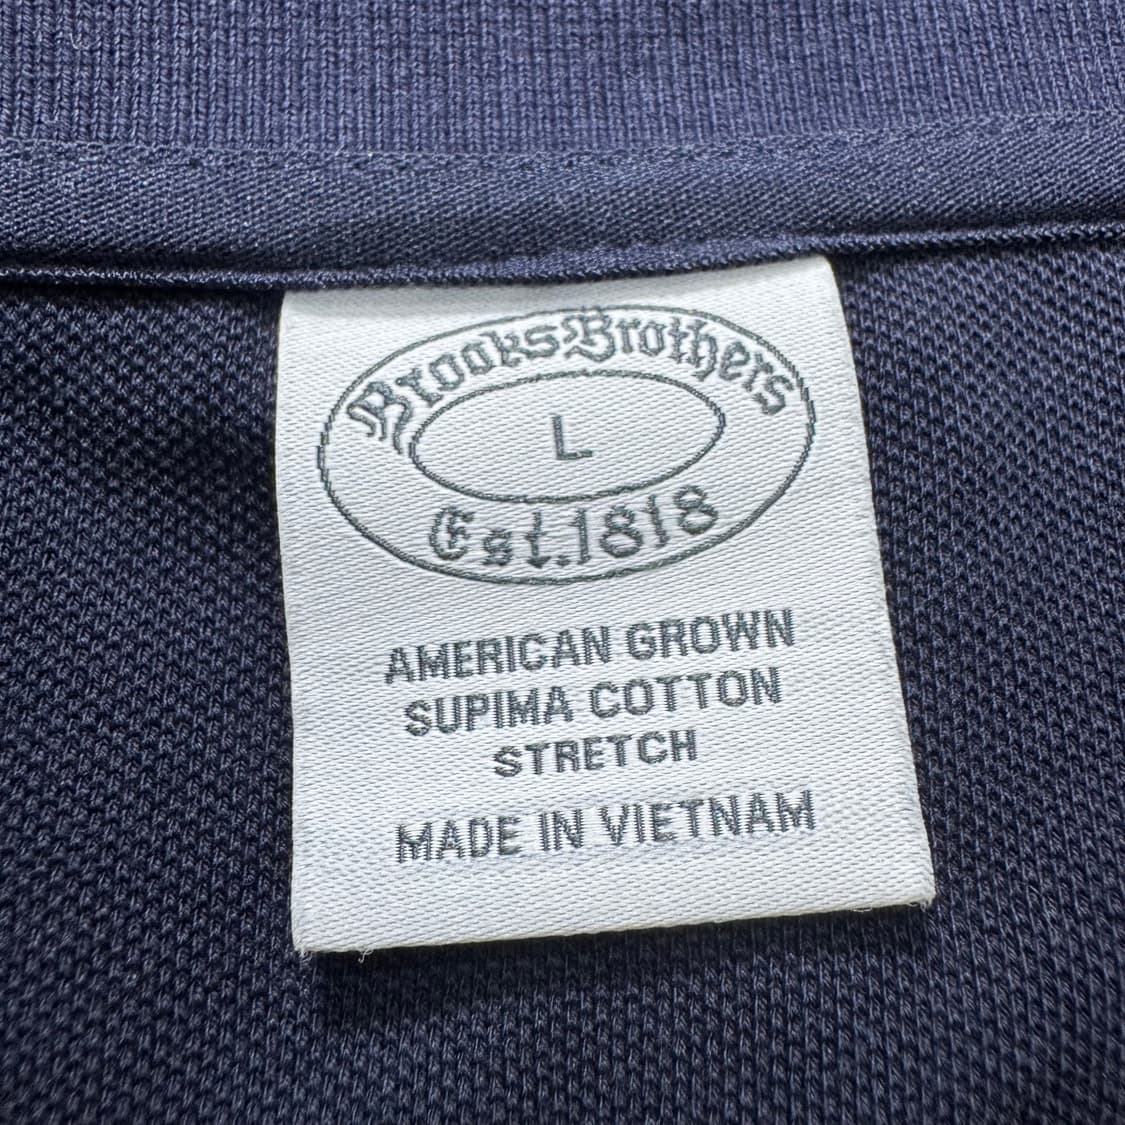 Brooks Brothers
L
Est. 1818
AMERICAN GROWN
SUPIMA COTTON
STRETCH
MADE IN VIETNAM